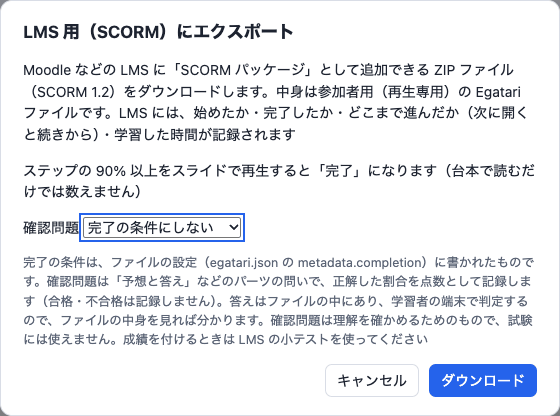 LMS 用（SCORM）にエクスポート
Moodle などの LMS に「SCORM パッケージ」として追加できる ZIP ファイル
（SCORM 1.2）をダウンロードします。中身は参加者用（再生専用）の Egatari
ファイルです。LMS には、始めたか・完了したか・どこまで進んだか（次に開く
と続きから）・学習した時間が記録されます
ステップの 90% 以上をスライドで再生すると「完了」になります（台本で読むだ
けでは数えません）
確認問題 完了の条件にしない
完了の条件は、ファイルの設定（egatari.json の metadata.completion）に書かれたもので
す。確認問題は「予想と答え」などのパーツの問いで、正解した割合を点数として記録しま
す（合格・不合格は記録しません）。答えはファイルの中にあり、学習者の端末で判定する
ので、ファイルの中身を見れば分かります。確認問題は理解を確かめるためのもので、試験
には使えません。成績を付けるときは LMS の小テストを使ってください
キャンセル ダウンロード